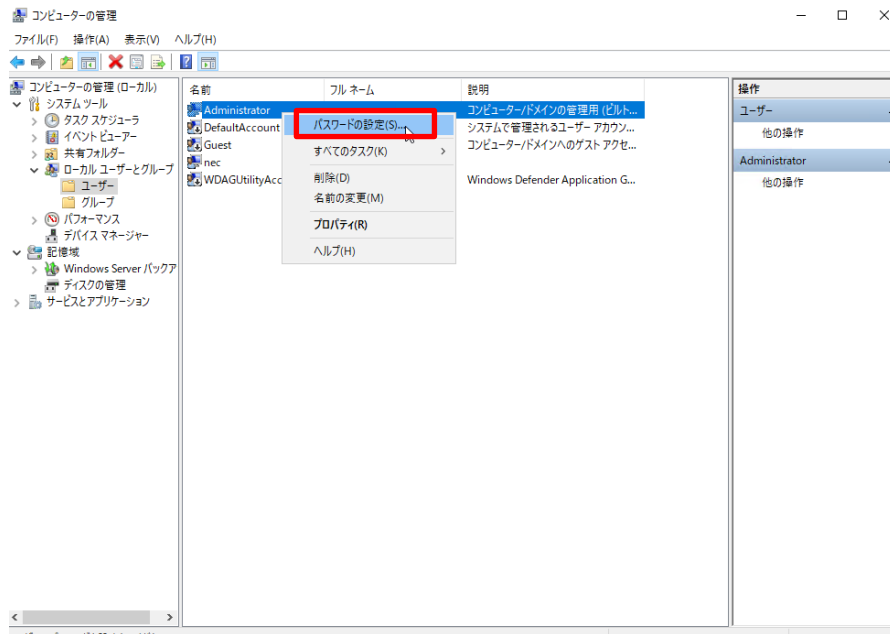 コンピューターの管理
ファイル(F) 操作(A) 表示(V) ヘルプ(H)
コンピューターの管理 (ローカル)
システム ツール
タスク スケジューラ
イベント ビューアー
共有フォルダー
ローカル ユーザーとグループ
ユーザー
グループ
パフォーマンス
デバイス マネージャー
記憶域
Windows Server バックア
ディスクの管理
サービスとアプリケーション
名前 フル ネーム 説明
Administrator コンピューター/ドメインの管理用 (ビルト...
DefaultAccount システムで管理されるユーザー アカウン...
Guest コンピューター/ドメインへのゲスト アクセ...
nec
WDAGUtilityAcc Windows Defender Application G...
パスワードの設定(S)...
すべてのタスク(K)
削除(D)
名前の変更(M)
プロパティ(R)
ヘルプ(H)
操作
ユーザー
他の操作
Administrator
他の操作